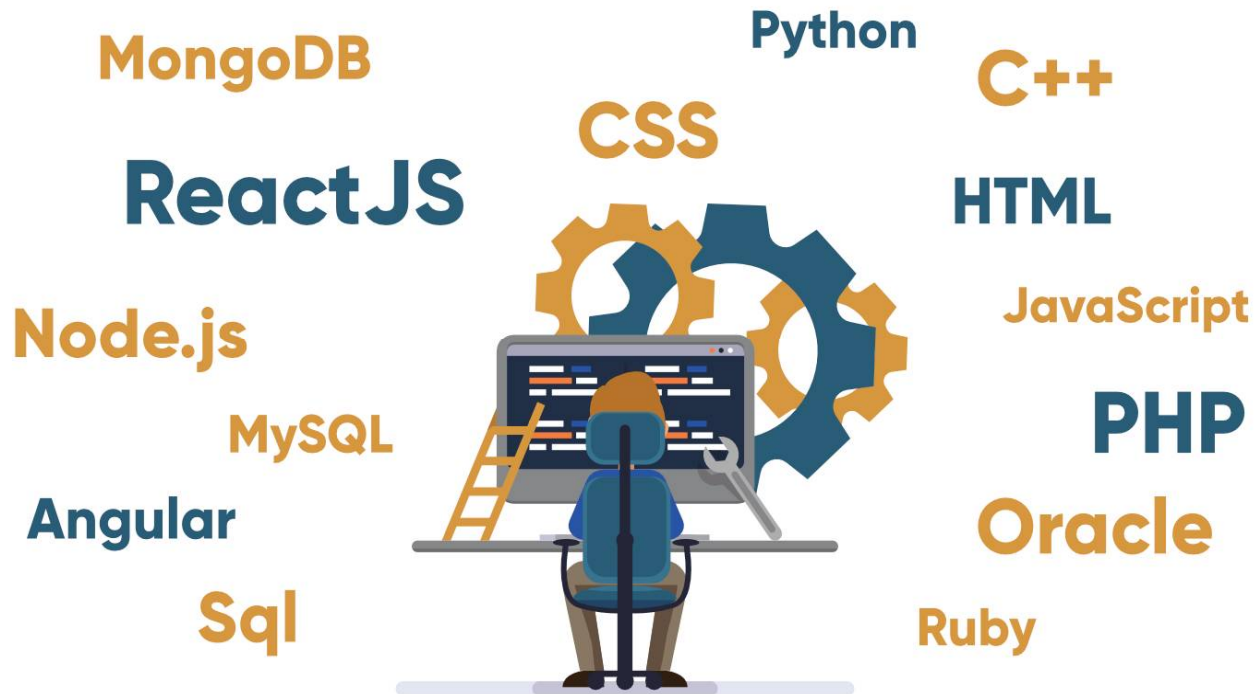 MongoDB
Python
C++
CSS
ReactJS
HTML
Node.js
JavaScript
MySQL
PHP
Angular
Oracle
Sql
Ruby